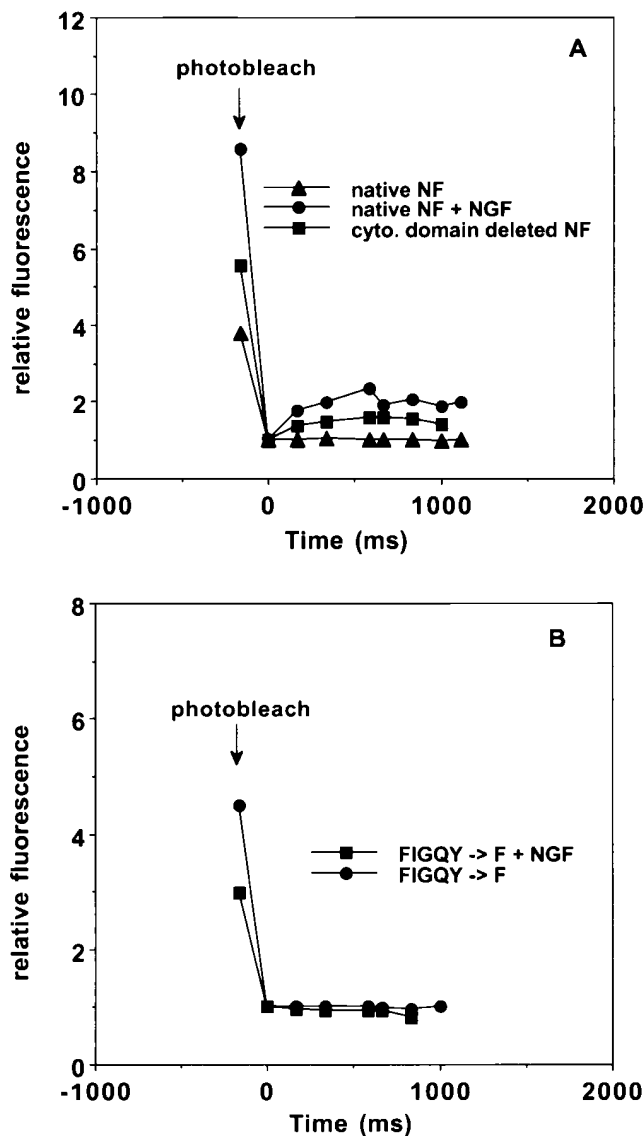 A
photobleach
native NF
native NF + NGF
cyto. domain deleted NF
relative fluorescence
12
10
8
6
4
2
0
-1000
0
1000
2000
Time (ms)
B
photobleach
FIGQY -> F + NGF
FIGQY -> F
relative fluorescence
8
6
4
2
0
-1000
0
1000
2000
Time (ms)